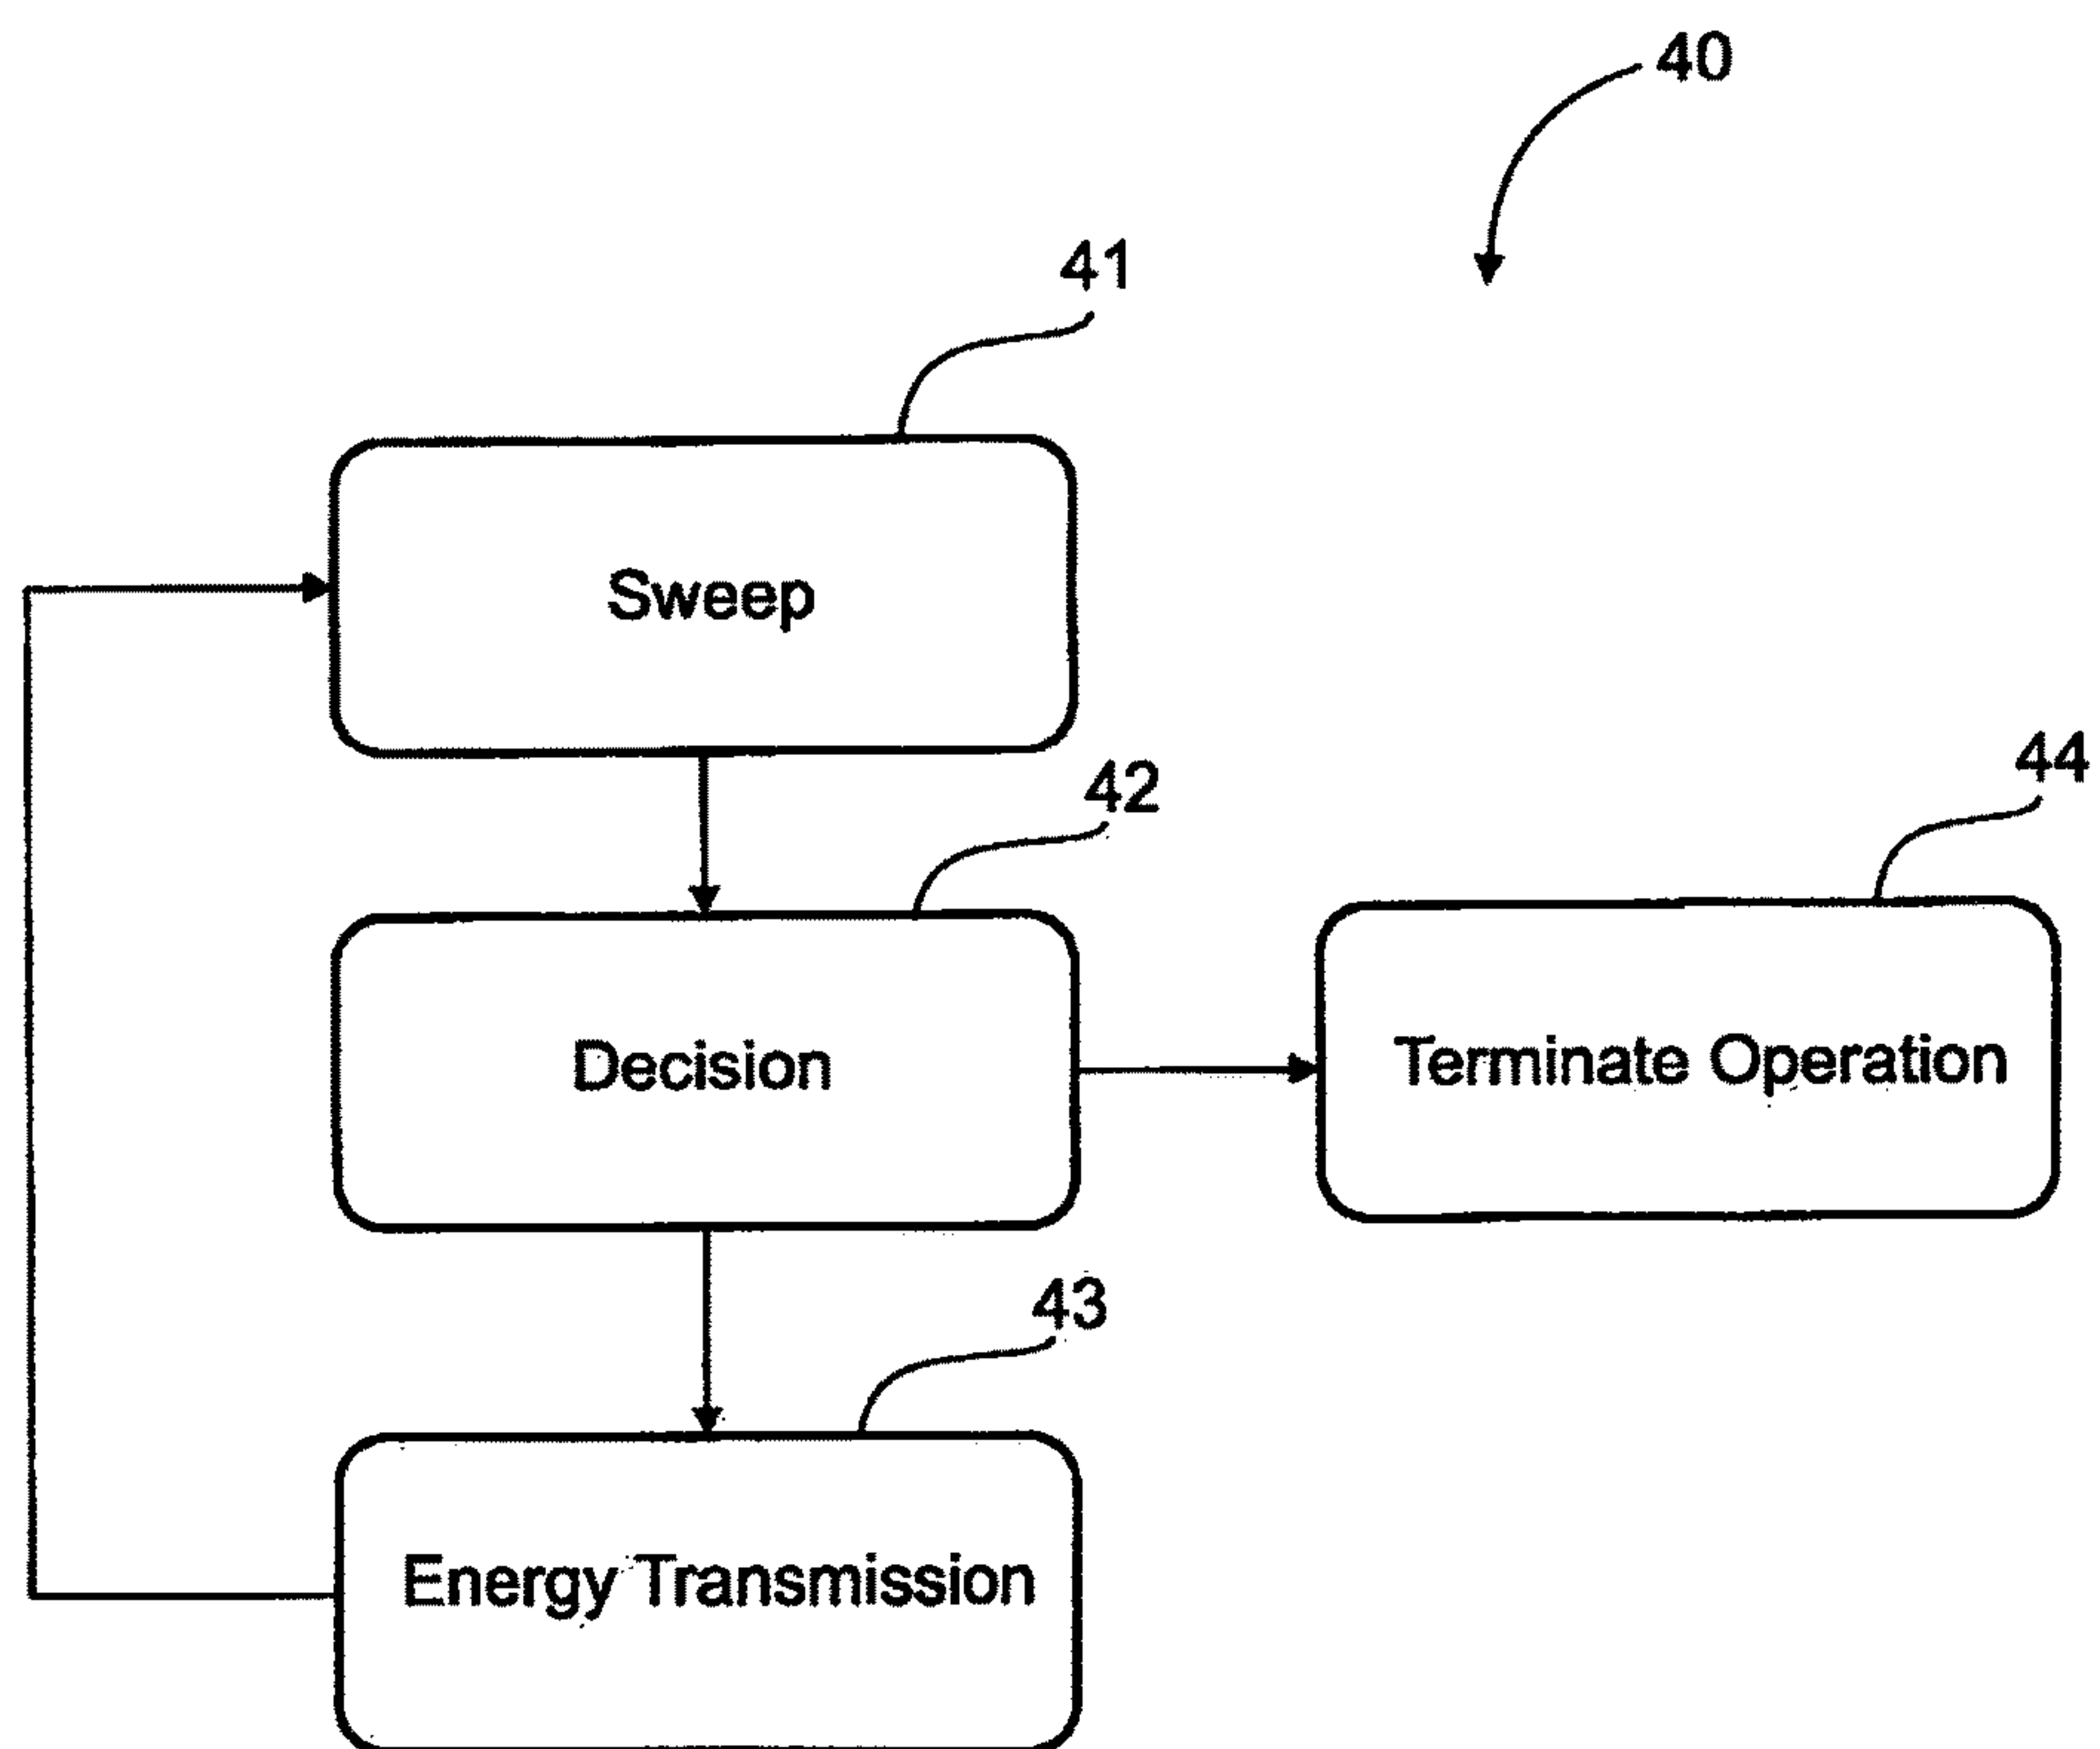 40
41
Sweep
42
44
Decision
Terminate Operation
43
Energy Transmission